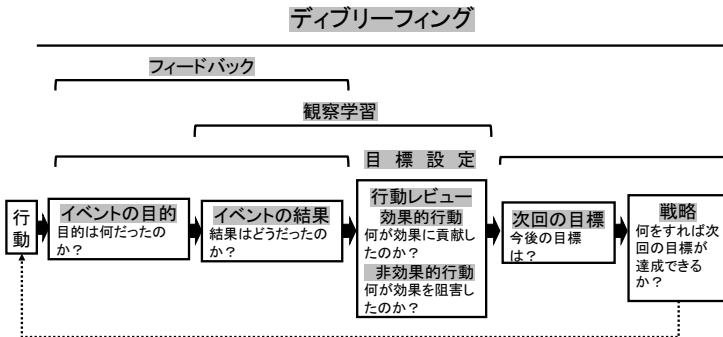 ディブリーフィング
フィードバック
観察学習
目 標 設 定
行
動
イベントの目的
目的は何だったの
か？
イベントの結果
結果はどうだったの
か？
行動レビュー
効果的行動
何が効果に貢献し
たのか？
非効果的行動
何が効果を阻害し
たのか？
次回の目標
今後の目標
は？
戦略
何をすれば次
回の目標が
達成できる
か？